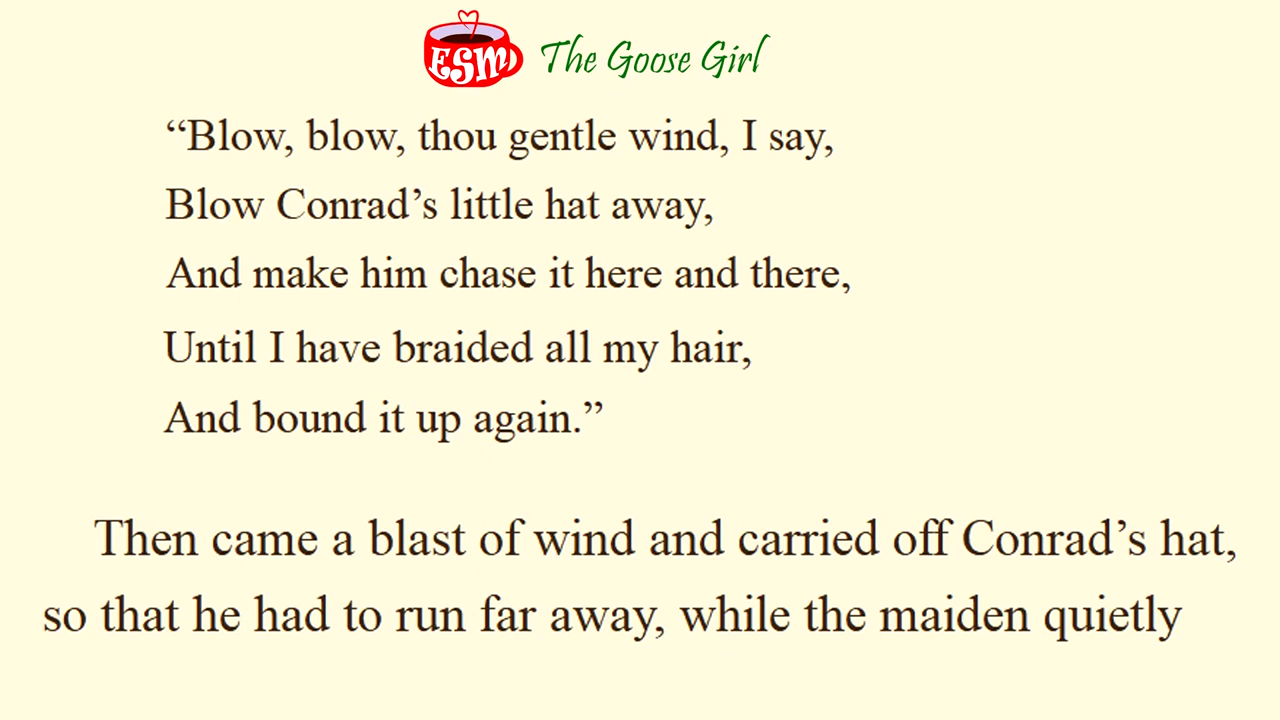 ESM The Goose Girl
“Blow, blow, thou gentle wind, I say,
Blow Conrad’s little hat away,
And make him chase it here and there,
Until I have braided all my hair,
And bound it up again.”
Then came a blast of wind and carried off Conrad’s hat,
so that he had to run far away, while the maiden quietly